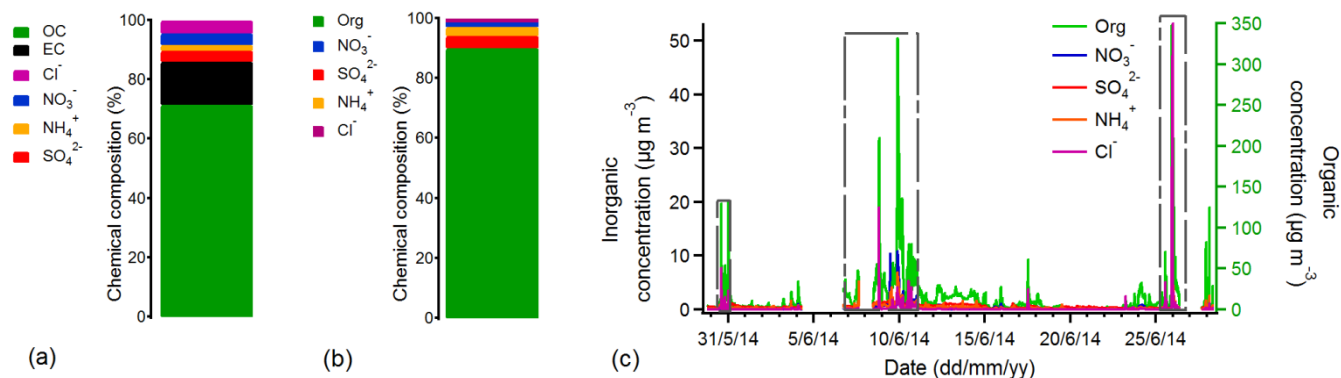 OC
EC
Cl⁻
NO₃⁻
NH₄⁺
SO₄²⁻
Chemical composition (%)
100
80
60
40
20
0
(a)
Org
NO₃⁻
SO₄²⁻
NH₄⁺
Cl⁻
Chemical composition (%)
100
80
60
40
20
0
(b)
Inorganic
concentration (µg m⁻³)
50
40
30
20
10
0
Org
NO₃⁻
SO₄²⁻
NH₄⁺
Cl⁻
350
300
250
200
150
100
50
0
Organic
concentration (µg m⁻³)
31/5/14
5/6/14
10/6/14
15/6/14
20/6/14
25/6/14
Date (dd/mm/yy)
(c)